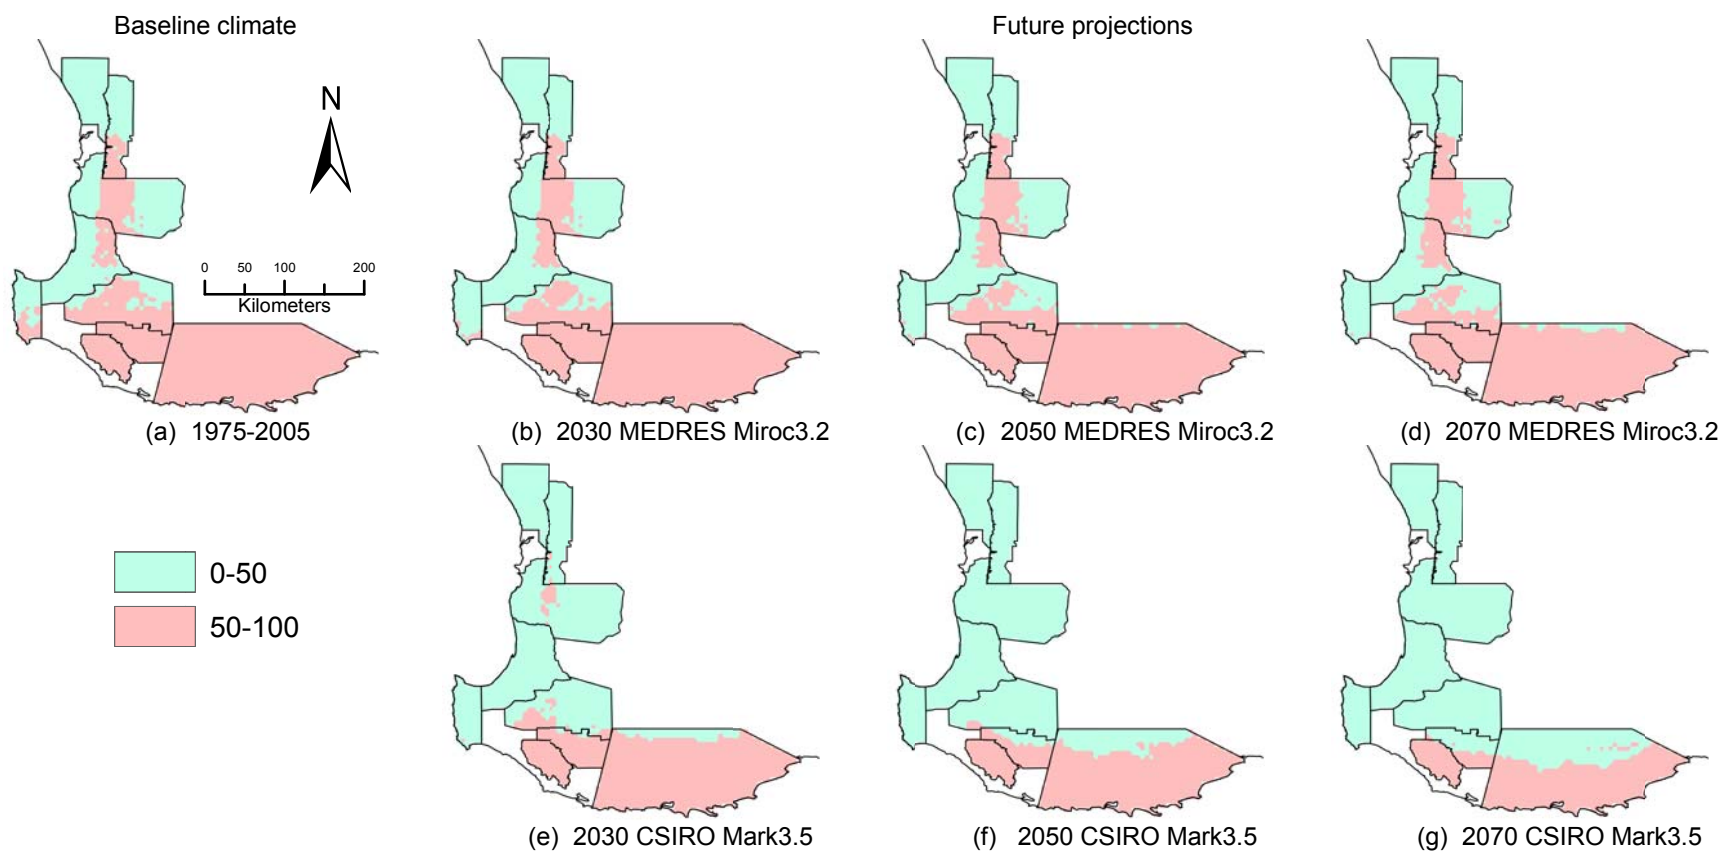 Baseline climate
Future projections
N
0 50 100 200
Kilometers
(a) 1975-2005
(b) 2030 MEDRES Miroc3.2
(c) 2050 MEDRES Miroc3.2
(d) 2070 MEDRES Miroc3.2
0-50
50-100
(e) 2030 CSIRO Mark3.5
(f) 2050 CSIRO Mark3.5
(g) 2070 CSIRO Mark3.5